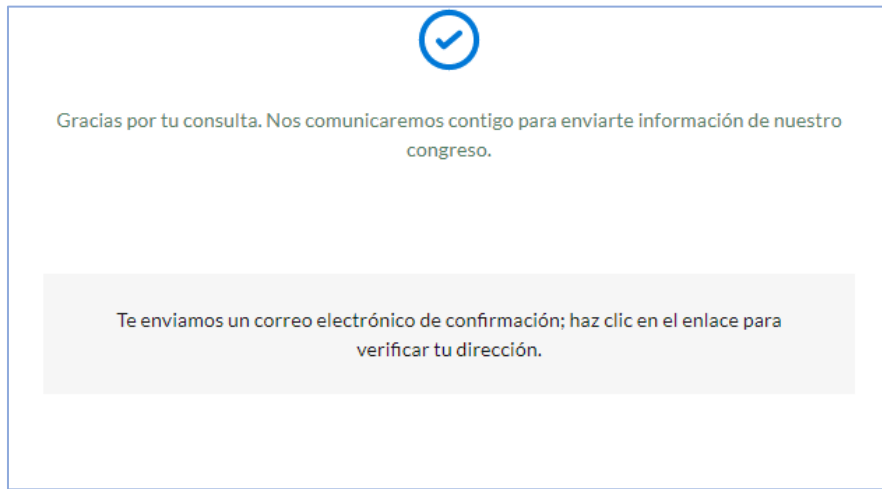 Gracias por tu consulta. Nos comunicaremos contigo para enviarte información de nuestro
congreso.
Te enviamos un correo electrónico de confirmación; haz clic en el enlace para
verificar tu dirección.